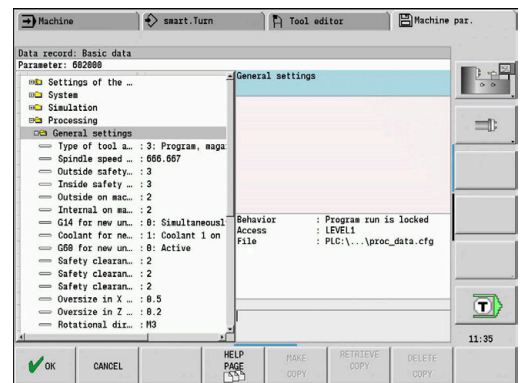 Machine
smart.Turn
Tool editor
Machine par.
Data record: Basic data
Parameter: 602000
Settings of the …
System
Simulation
Processing
General settings
Type of tool a… : 3: Program, maga
Spindle speed … : 666.667
Outside safety… : 3
Inside safety … : 3
Outside on mac… : 2
Internal on ma… : 2
G14 for new un… : 0: Simultaneousl
Coolant for ne… : 1: Coolant 1 on
G60 for new un… : 0: Active
Safety clearan… : 2
Safety clearan… : 2
Safety clearan… : 2
Oversize in X … : 0.5
Oversize in Z … : 0.2
Rotational dir… : M3
General settings
Behavior : Program run is locked
Access : LEVEL1
File : PLC:\...\proc_data.cfg
T
11:35
OK
CANCEL
HELP PAGE
MAKE COPY
RETRIEVE COPY
DELETE COPY